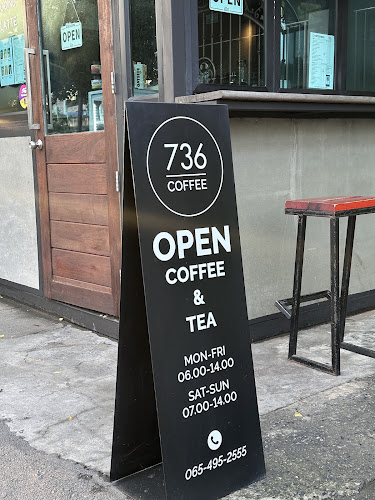 OPEN
OPEN
736
COFFEE
OPEN
COFFEE
&
TEA
MON-FRI
06.00-14.00
SAT-SUN
07.00-14.00
065-495-2555